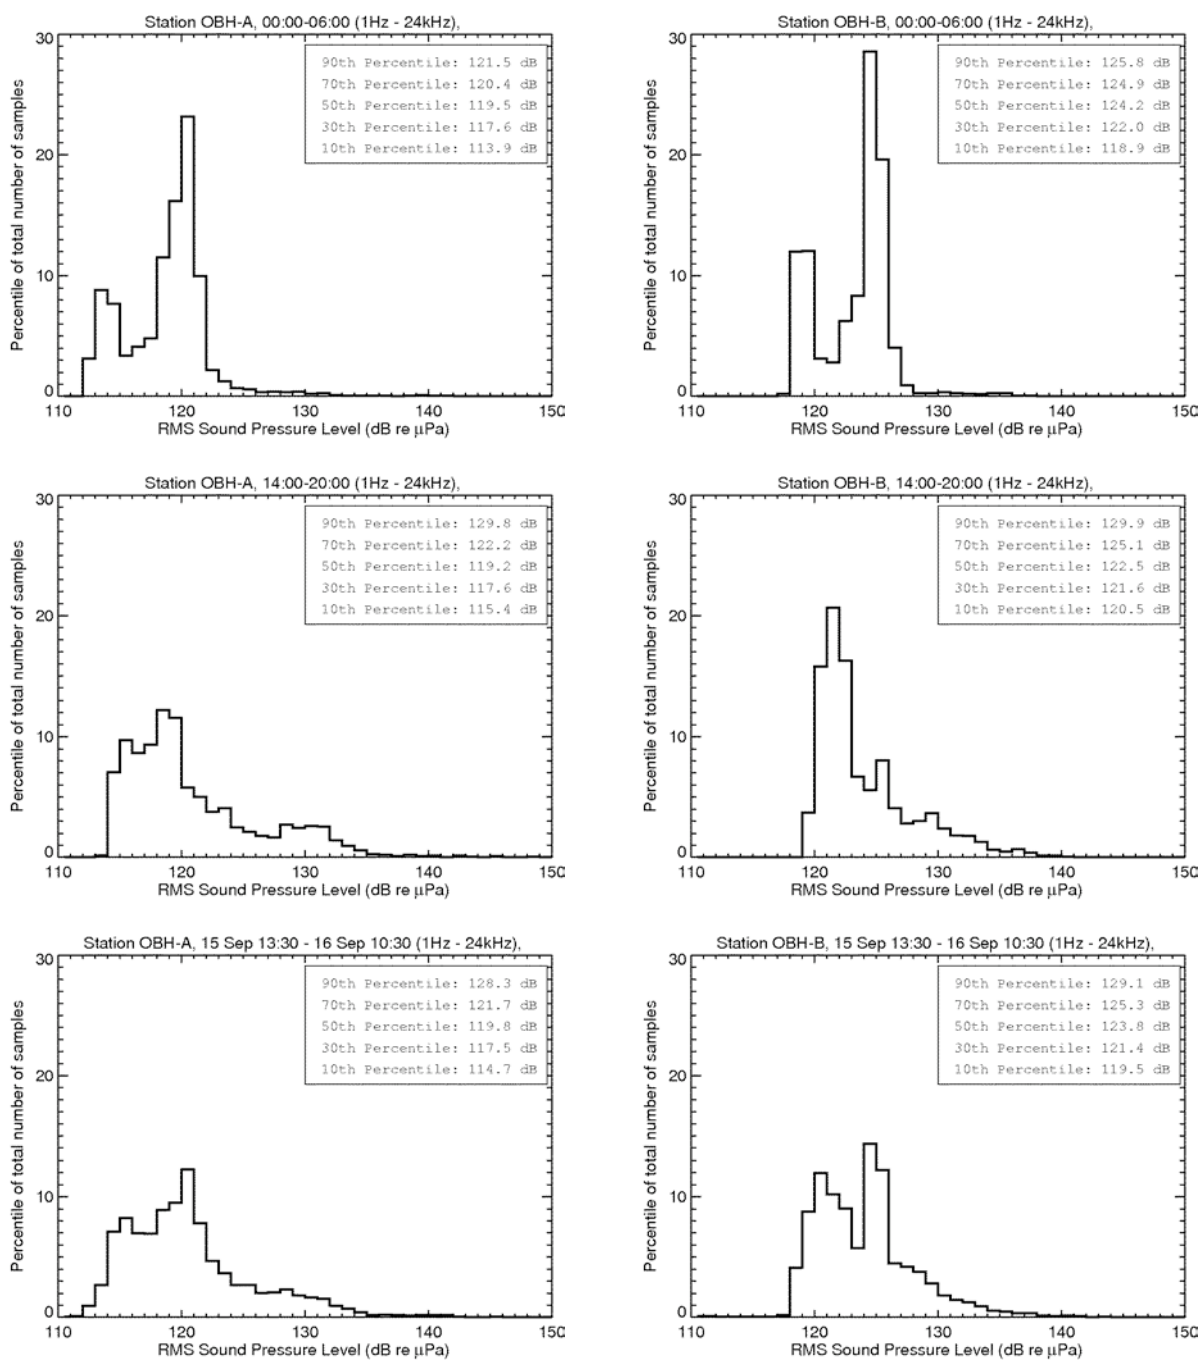 Station OBH-A, 00:00-06:00 (1Hz - 24kHz),
30
20
10
0
Percentile of total number of samples
90th Percentile: 121.5 dB
70th Percentile: 120.4 dB
50th Percentile: 119.5 dB
30th Percentile: 117.6 dB
10th Percentile: 113.9 dB
110 120 130 140 150
RMS Sound Pressure Level (dB re µPa)
Station OBH-B, 00:00-06:00 (1Hz - 24kHz),
30
20
10
0
Percentile of total number of samples
90th Percentile: 125.8 dB
70th Percentile: 124.9 dB
50th Percentile: 124.2 dB
30th Percentile: 122.0 dB
10th Percentile: 118.9 dB
110 120 130 140 150
RMS Sound Pressure Level (dB re µPa)
Station OBH-A, 14:00-20:00 (1Hz - 24kHz),
30
20
10
0
Percentile of total number of samples
90th Percentile: 129.8 dB
70th Percentile: 122.2 dB
50th Percentile: 119.2 dB
30th Percentile: 117.6 dB
10th Percentile: 115.4 dB
110 120 130 140 150
RMS Sound Pressure Level (dB re µPa)
Station OBH-B, 14:00-20:00 (1Hz - 24kHz),
30
20
10
0
Percentile of total number of samples
90th Percentile: 129.9 dB
70th Percentile: 125.1 dB
50th Percentile: 122.5 dB
30th Percentile: 121.6 dB
10th Percentile: 120.5 dB
110 120 130 140 150
RMS Sound Pressure Level (dB re µPa)
Station OBH-A, 15 Sep 13:30 - 16 Sep 10:30 (1Hz - 24kHz),
30
20
10
0
Percentile of total number of samples
90th Percentile: 128.3 dB
70th Percentile: 121.7 dB
50th Percentile: 119.8 dB
30th Percentile: 117.5 dB
10th Percentile: 114.7 dB
110 120 130 140 150
RMS Sound Pressure Level (dB re µPa)
Station OBH-B, 15 Sep 13:30 - 16 Sep 10:30 (1Hz - 24kHz),
30
20
10
0
Percentile of total number of samples
90th Percentile: 129.1 dB
70th Percentile: 125.3 dB
50th Percentile: 123.8 dB
30th Percentile: 121.4 dB
10th Percentile: 119.5 dB
110 120 130 140 150
RMS Sound Pressure Level (dB re µPa)